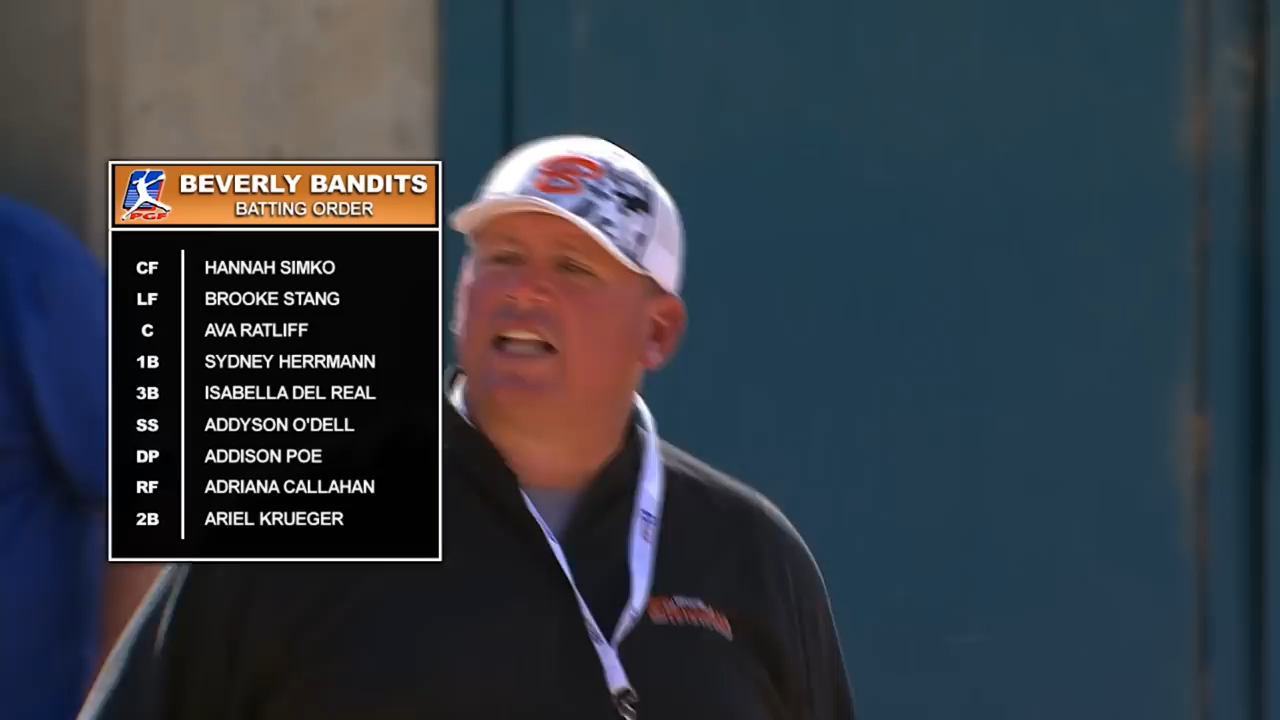 PGF
BEVERLY BANDITS
BATTING ORDER
CF HANNAH SIMKO
LF BROOKE STANG
C AVA RATLIFF
1B SYDNEY HERRMANN
3B ISABELLA DEL REAL
SS ADDYSON O'DELL
DP ADDISON POE
RF ADRIANA CALLAHAN
2B ARIEL KRUEGER